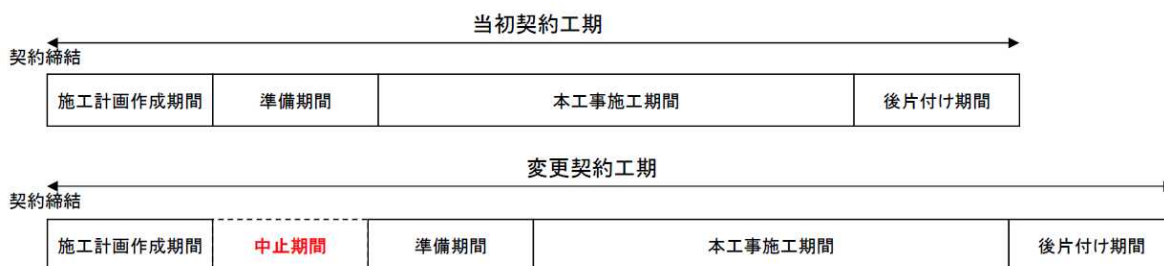 当初契約工期
契約締結
施工計画作成期間 準備期間 本工事施工期間 後片付け期間
変更契約工期
契約締結
施工計画作成期間 中止期間 準備期間 本工事施工期間 後片付け期間